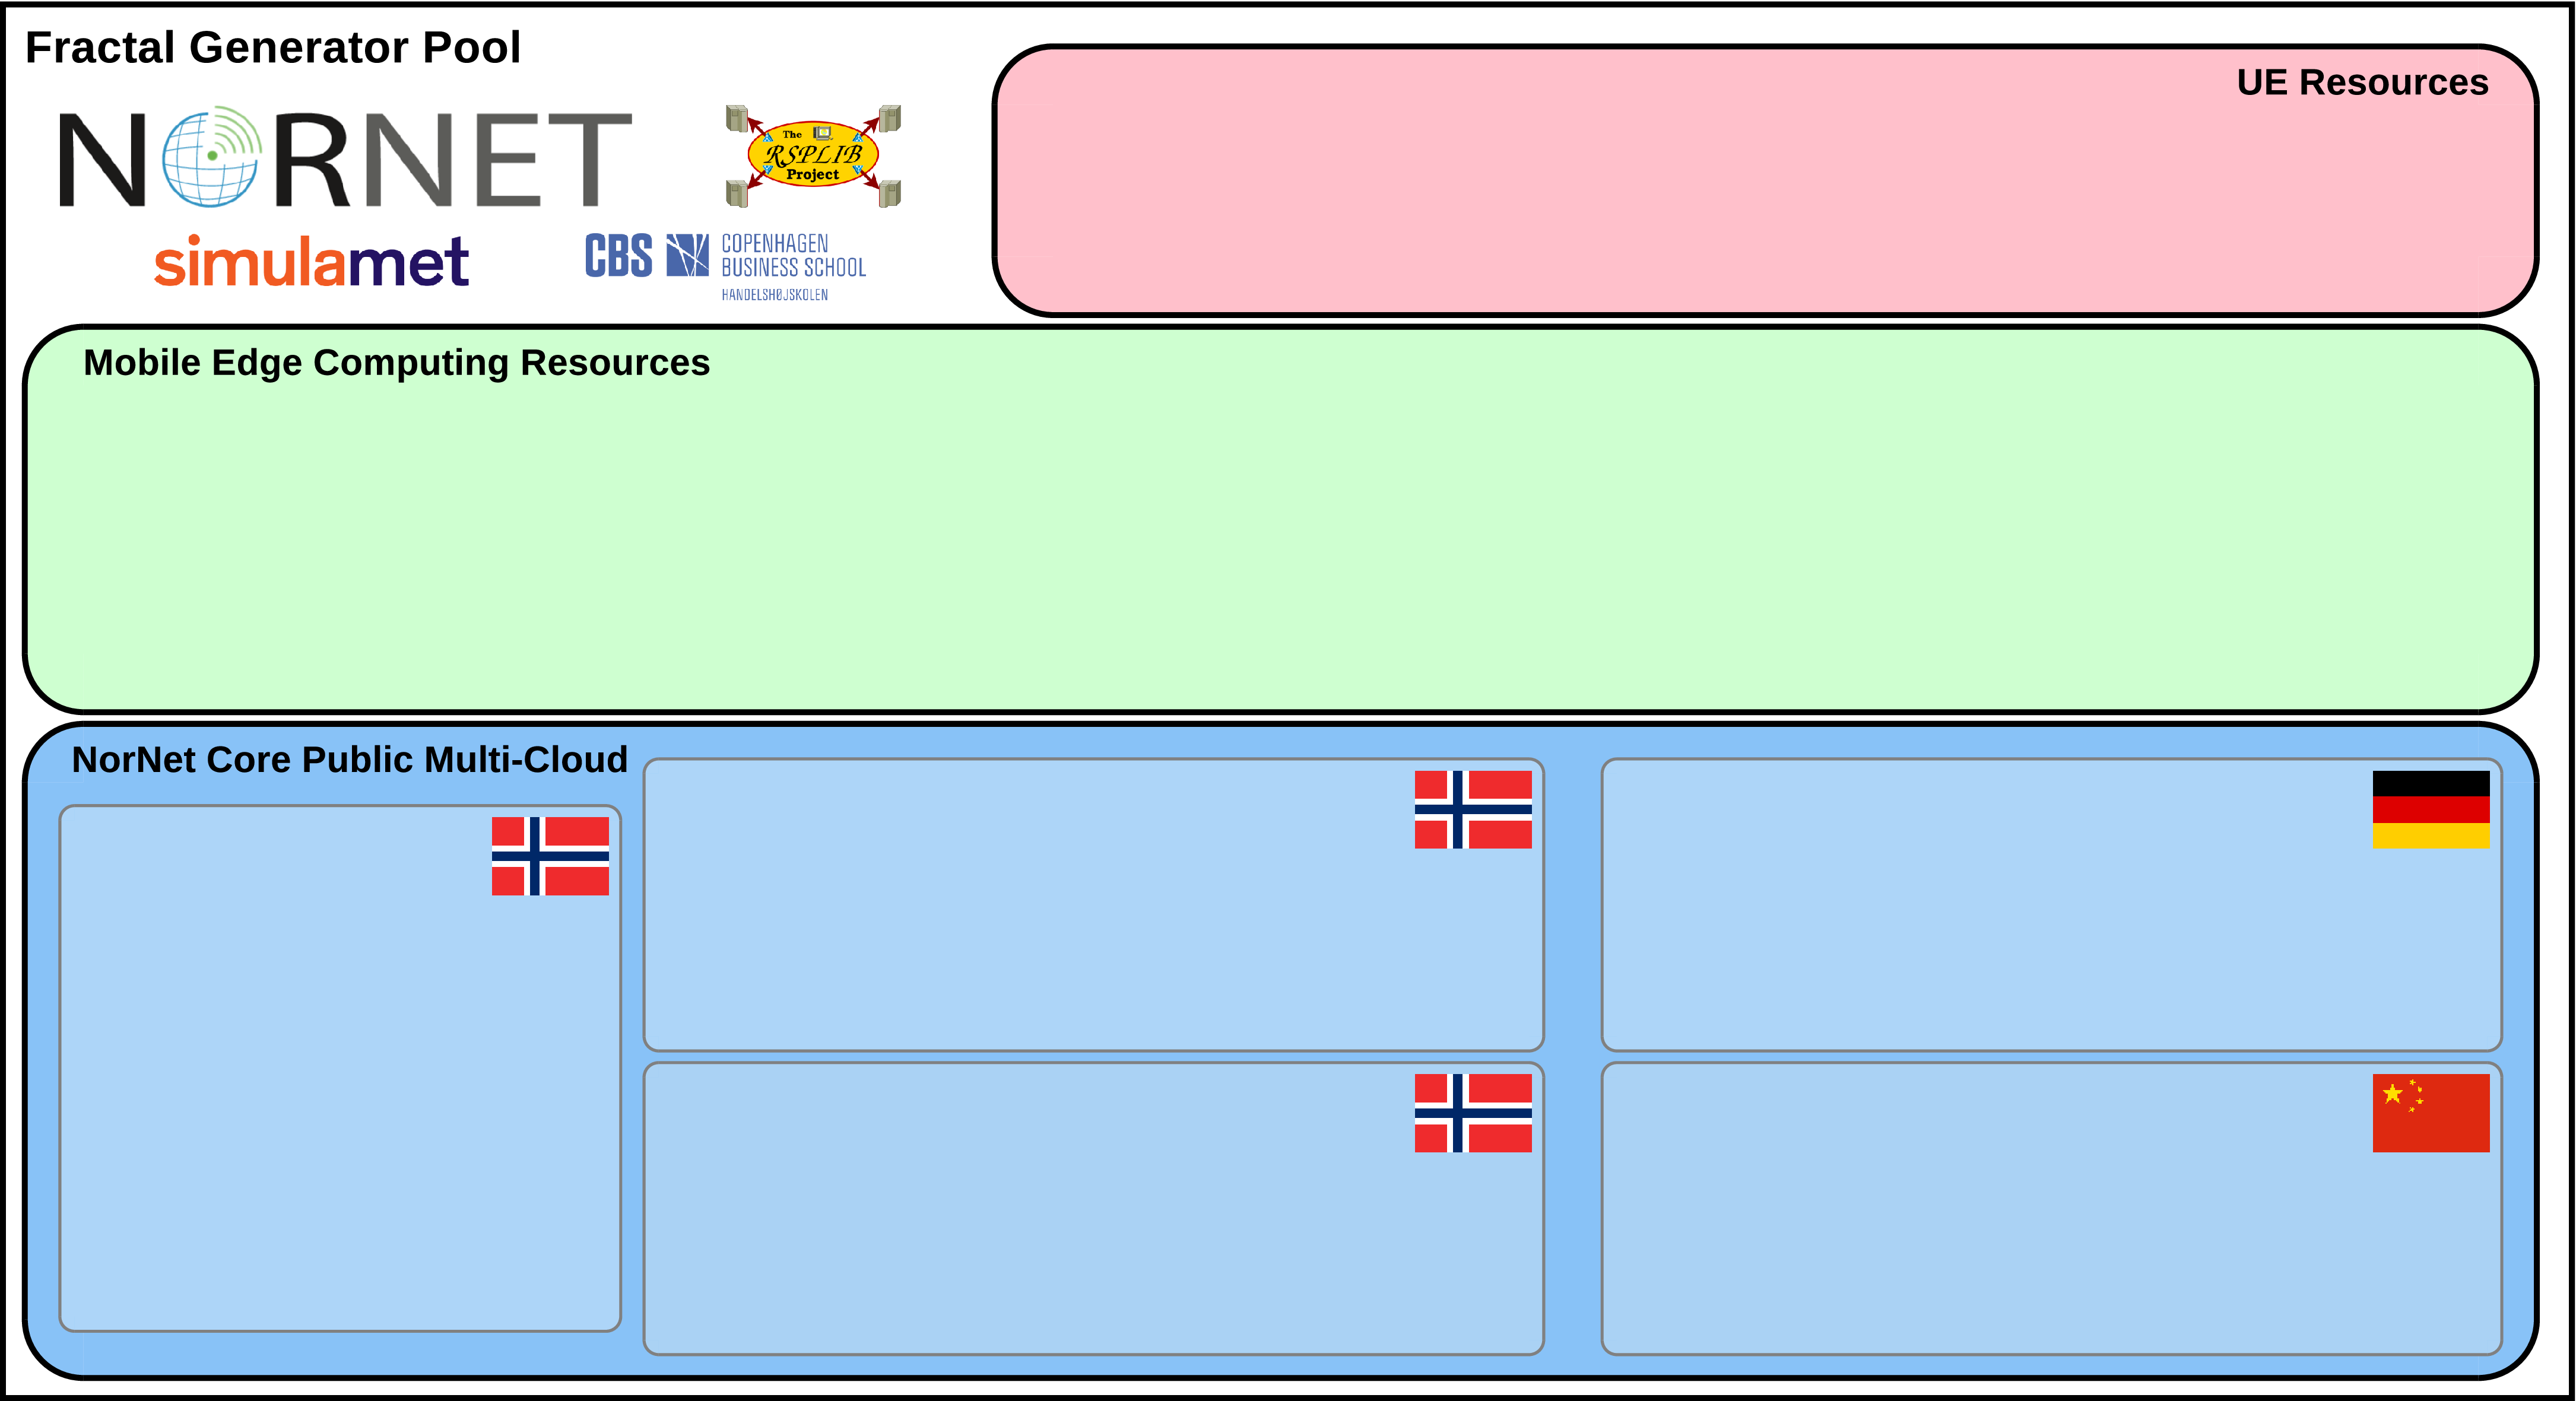 Fractal Generator Pool
UE Resources
NORNET
The
RSPLIB
Project
simulamet
CBS
COPENHAGEN
BUSINESS SCHOOL
HANDELSHØJSKOLEN
Mobile Edge Computing Resources
NorNet Core Public Multi-Cloud